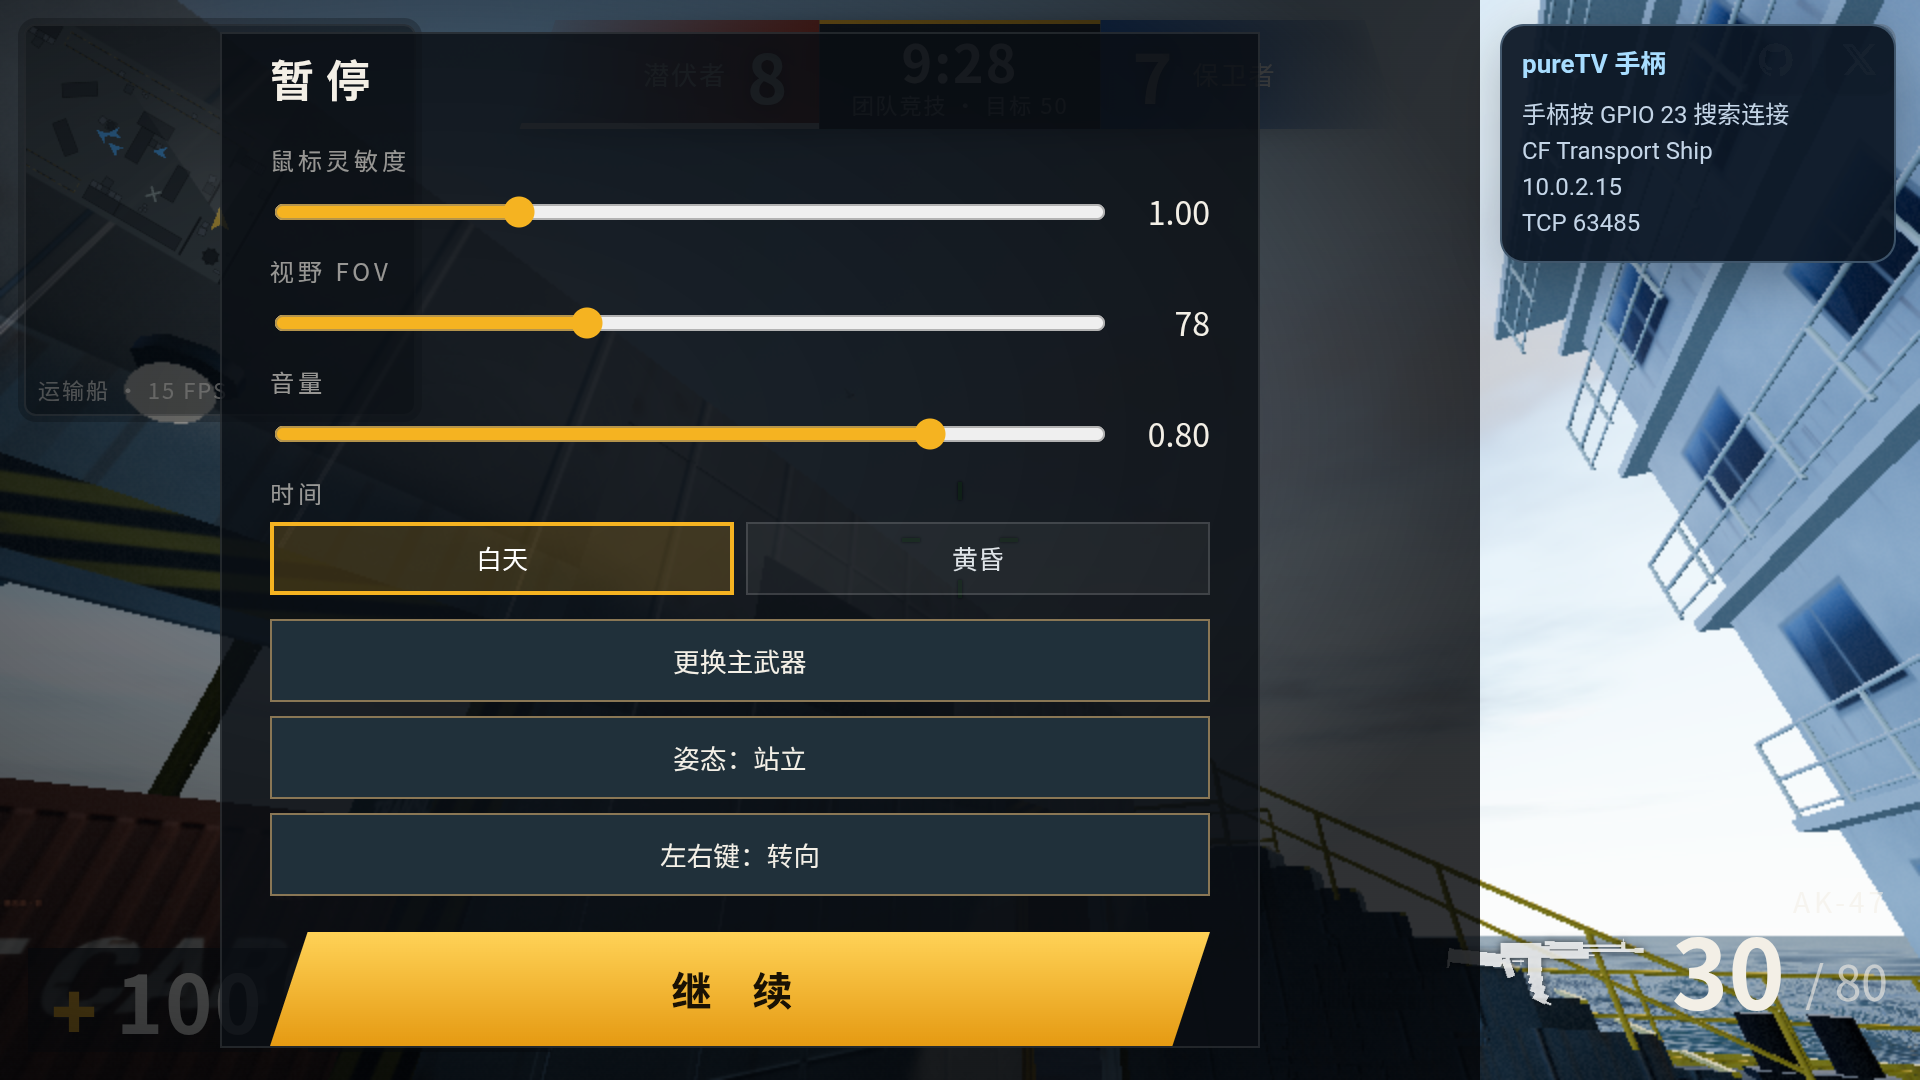 暂停
潜伏者 8
9:28
团队竞技 · 目标 50
7 保卫者
鼠标灵敏度
1.00
视野 FOV
78
音量
0.80
运输船 · 15 FPS
时间
白天
黄昏
更换主武器
姿态：站立
左右键：转向
继续
+ 100
pureTV 手柄
手柄按 GPIO 23 搜索连接
CF Transport Ship
10.0.2.15
TCP 63485
AK-47
30 / 80